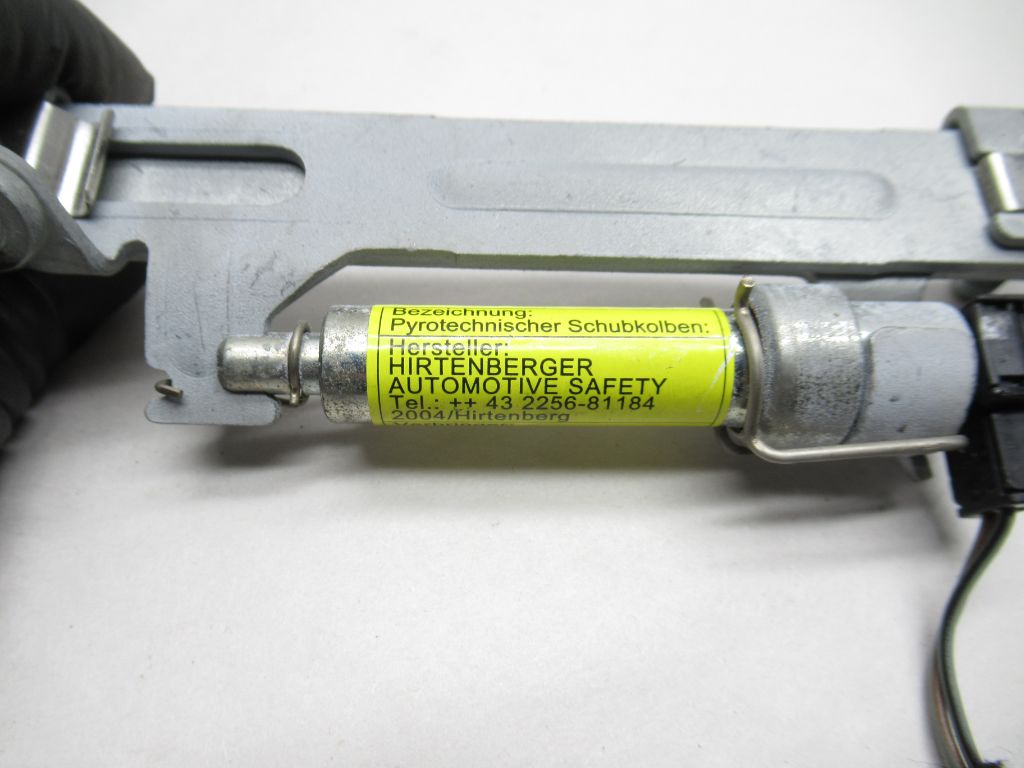 Bezeichnung:
Pyrotechnischer Schubkolben:
Hersteller:
HIRTENBERGER
AUTOMOTIVE SAFETY
Tel.: ++ 43 2256-81184
2004/Hirtenberg